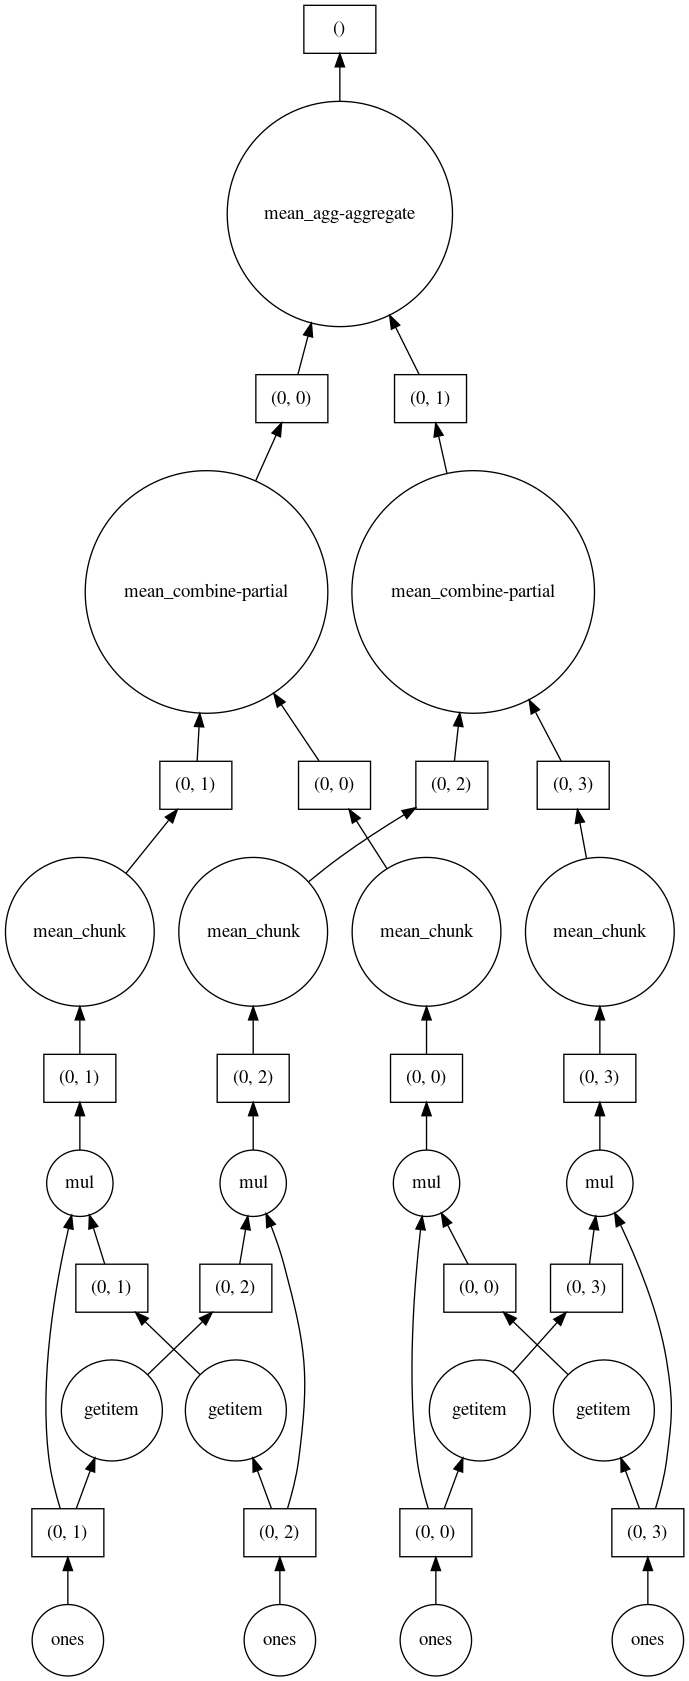 ()
mean_agg-aggregate
(0, 0)
(0, 1)
mean_combine-partial
mean_combine-partial
(0, 1)
(0, 0)
(0, 2)
(0, 3)
mean_chunk
mean_chunk
mean_chunk
mean_chunk
(0, 1)
(0, 2)
(0, 0)
(0, 3)
mul
mul
mul
mul
(0, 1)
(0, 2)
(0, 0)
(0, 3)
getitem
getitem
getitem
getitem
(0, 1)
(0, 2)
(0, 0)
(0, 3)
ones
ones
ones
ones